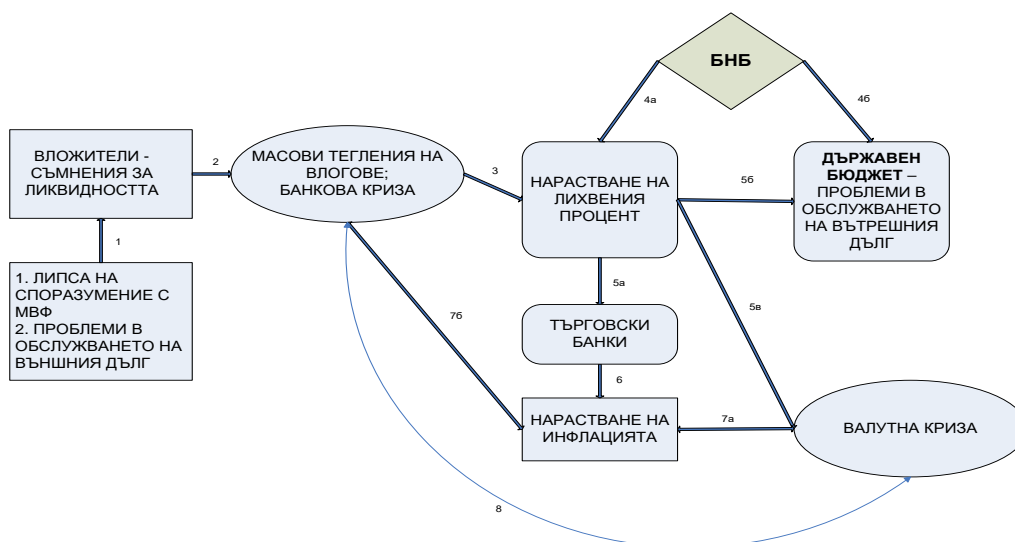 БНБ
4а
4б
ВЛОЖИТЕЛИ -
СЪМНЕНИЯ ЗА
ЛИКВИДНОСТТА
2
МАСОВИ ТЕГЛЕНИЯ НА
ВЛОГОВЕ;
БАНКОВА КРИЗА
3
НАРАСТВАНЕ НА
ЛИХВЕНИЯ
ПРОЦЕНТ
5б
ДЪРЖАВЕН
БЮДЖЕТ –
ПРОБЛЕМИ В
ОБСЛУЖВАНЕТО
НА ВЪТРЕШНИЯ
ДЪЛГ
1
1. ЛИПСА НА
СПОРАЗУМЕНИЕ С
МВФ
2. ПРОБЛЕМИ В
ОБСЛУЖВАНЕТО НА
ВЪНШНИЯ ДЪЛГ
5а
5в
7б
ТЪРГОВСКИ
БАНКИ
6
НАРАСТВАНЕ НА
ИНФЛАЦИЯТА
7а
ВАЛУТНА КРИЗА
8